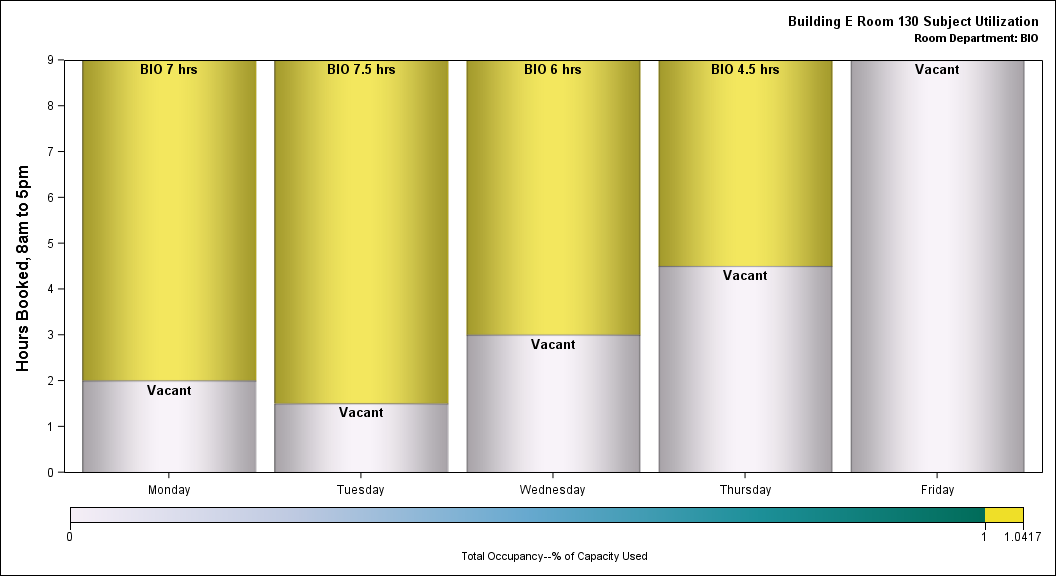 Building E Room 130 Subject Utilization
Room Department: BIO
Hours Booked, 8am to 5pm
9
8
7
6
5
4
3
2
1
0
BIO 7 hrs
BIO 7.5 hrs
BIO 6 hrs
BIO 4.5 hrs
Vacant
Vacant
Vacant
Vacant
Vacant
Monday
Tuesday
Wednesday
Thursday
Friday
0
1
1.0417
Total Occupancy--% of Capacity Used